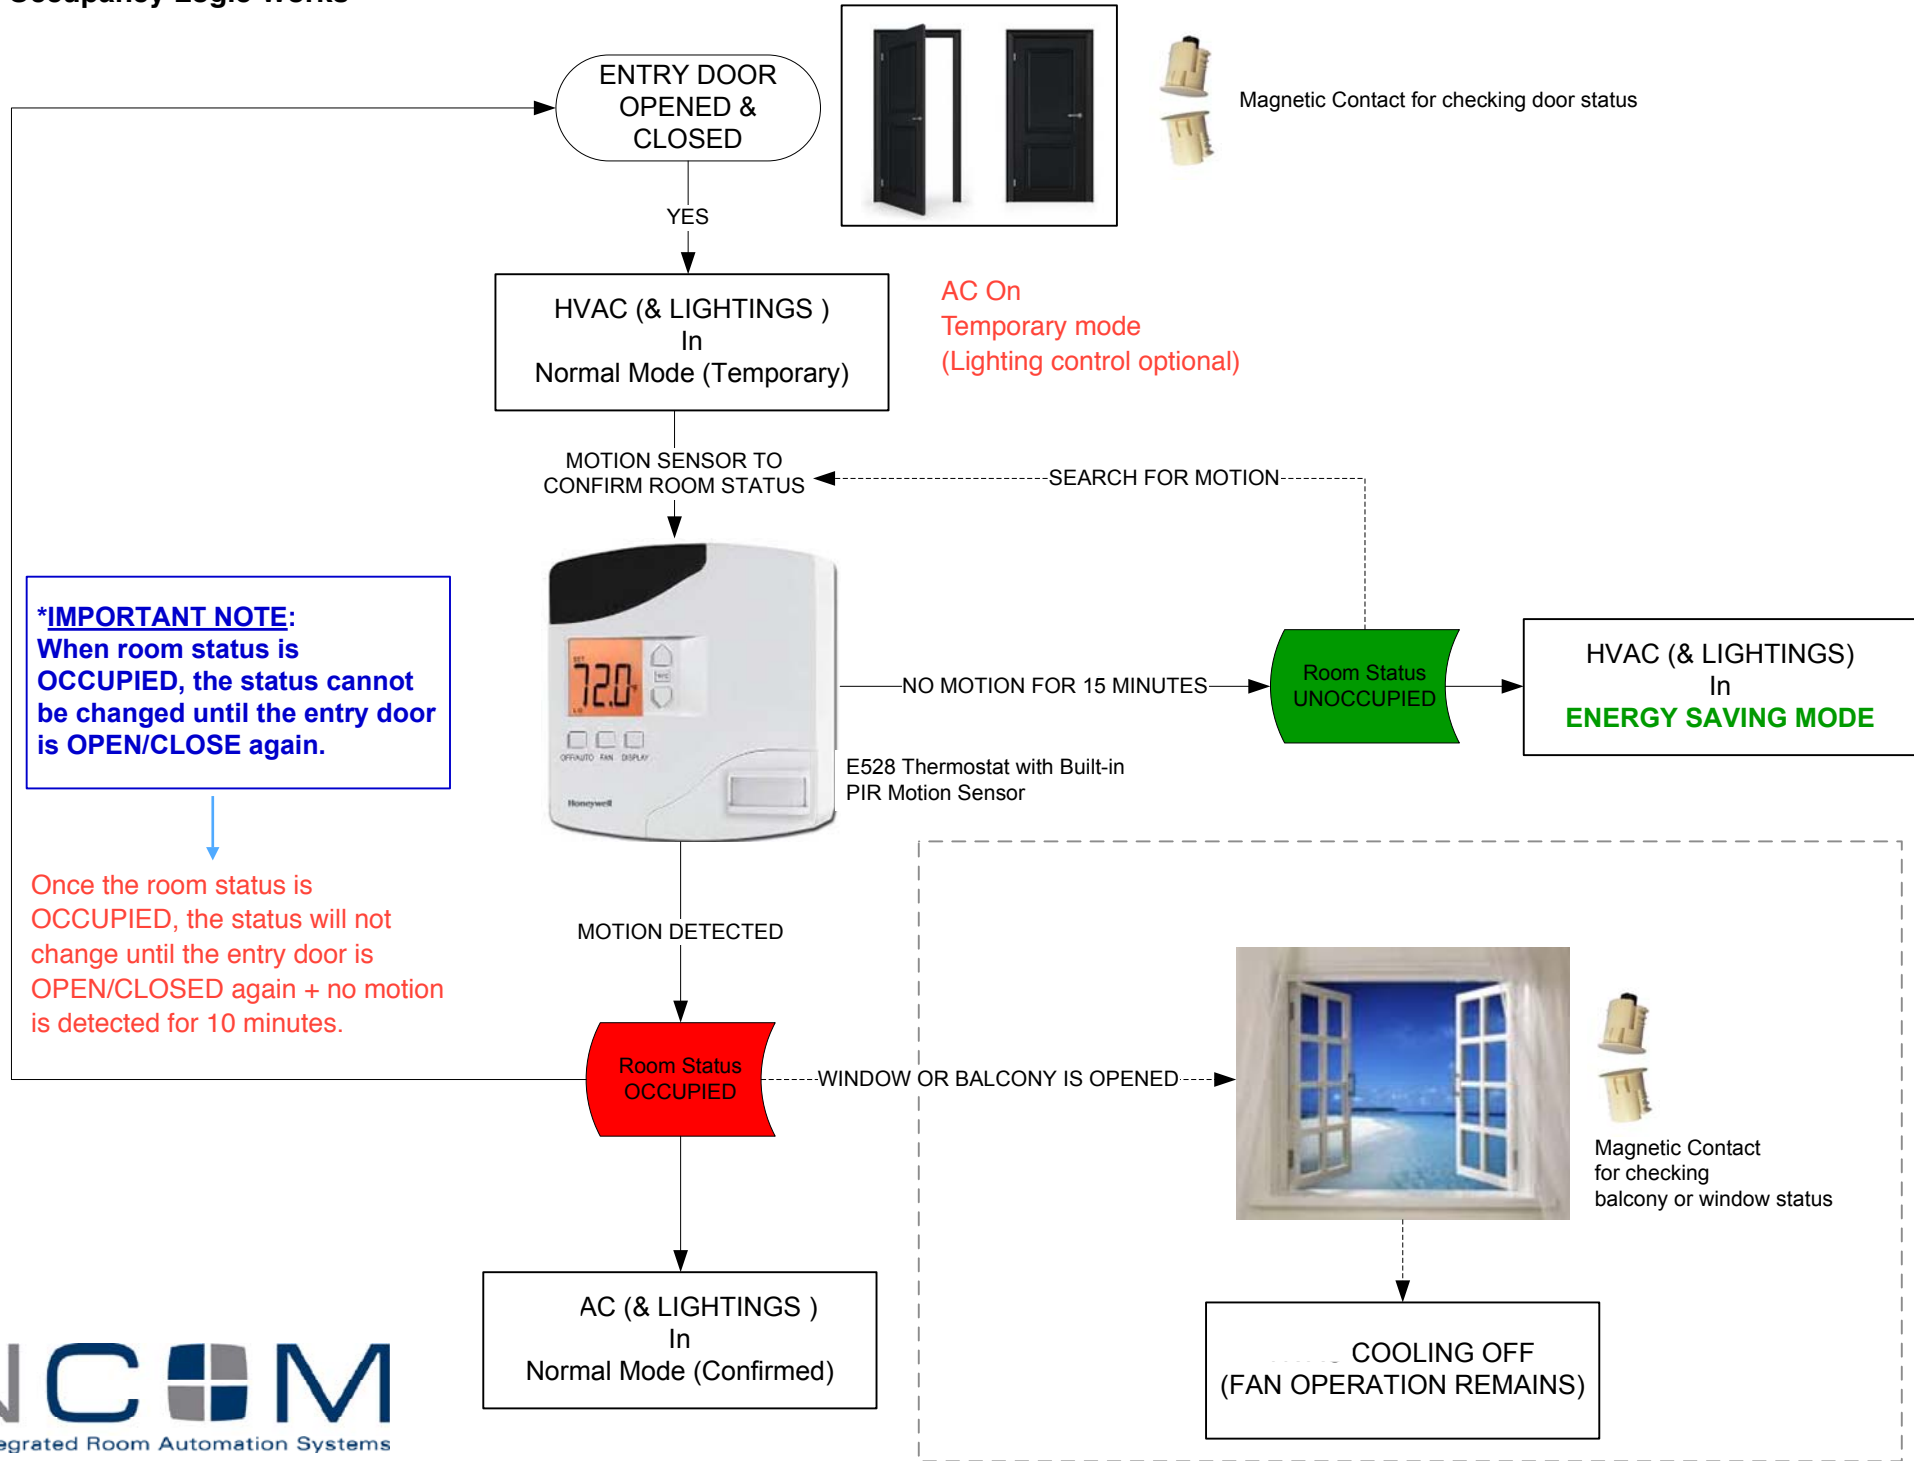 Occupancy Logic Works
ENTRY DOOR
OPENED &
CLOSED
Magnetic Contact for checking door status
YES
HVAC (& LIGHTINGS )
In
Normal Mode (Temporary)
AC On
Temporary mode
(Lighting control optional)
MOTION SENSOR TO
CONFIRM ROOM STATUS
SEARCH FOR MOTION
*IMPORTANT NOTE:
When room status is
OCCUPIED, the status cannot
be changed until the entry door
is OPEN/CLOSE again.
SET
72.0
OFF/AUTO FAN DISPLAY
Honeywell
NO MOTION FOR 15 MINUTES
Room Status
UNOCCUPIED
HVAC (& LIGHTINGS)
In
ENERGY SAVING MODE
E528 Thermostat with Built-in
PIR Motion Sensor
Once the room status is
OCCUPIED, the status will not
change until the entry door is
OPEN/CLOSED again + no motion
is detected for 10 minutes.
MOTION DETECTED
Room Status
OCCUPIED
WINDOW OR BALCONY IS OPENED
Magnetic Contact
for checking
balcony or window status
AC (& LIGHTINGS )
In
Normal Mode (Confirmed)
COOLING OFF
(FAN OPERATION REMAINS)
NCOM
egrated Room Automation Systems